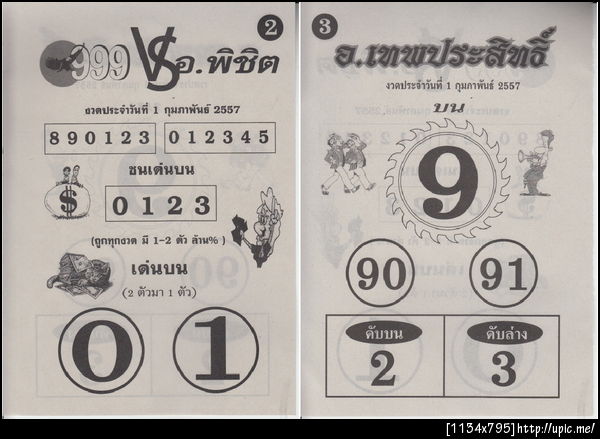 2
999 VS อ.พิชิต
งวดประจำวันที่ 1 กุมภาพันธ์ 2557
890123 012345
ชนเด่นบน
$
0123
(ถูกทุกงวด มี 1-2 ตัว ล้าน%)
เด่นบน
(2 ตัวมา 1 ตัว)
0 1
3
อ.เทพประสิทธิ์
งวดประจำวันที่ 1 กุมภาพันธ์ 2557
บน
9
90 91
ดับบน ดับล่าง
2 3
[1154x795]http://upic.me/